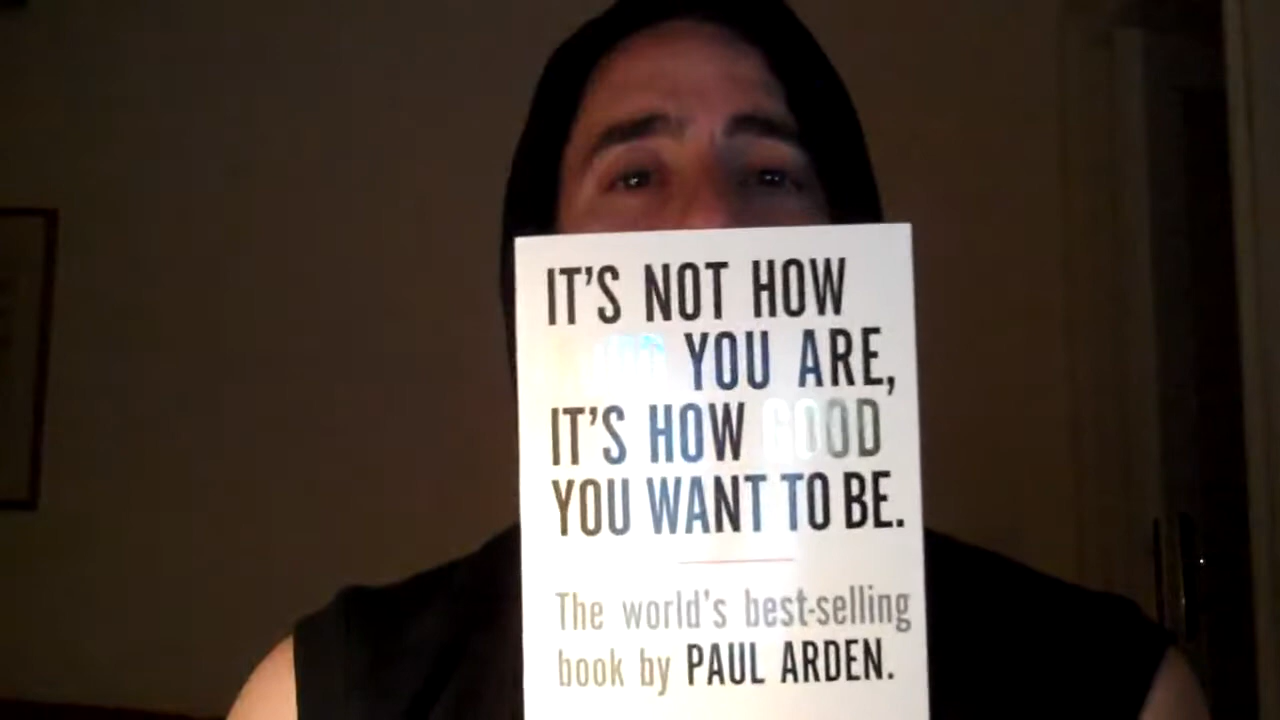 IT'S NOT HOW
YOU ARE,
IT'S HOW GOOD
YOU WANT TO BE.
The world's best-selling
book by PAUL ARDEN.